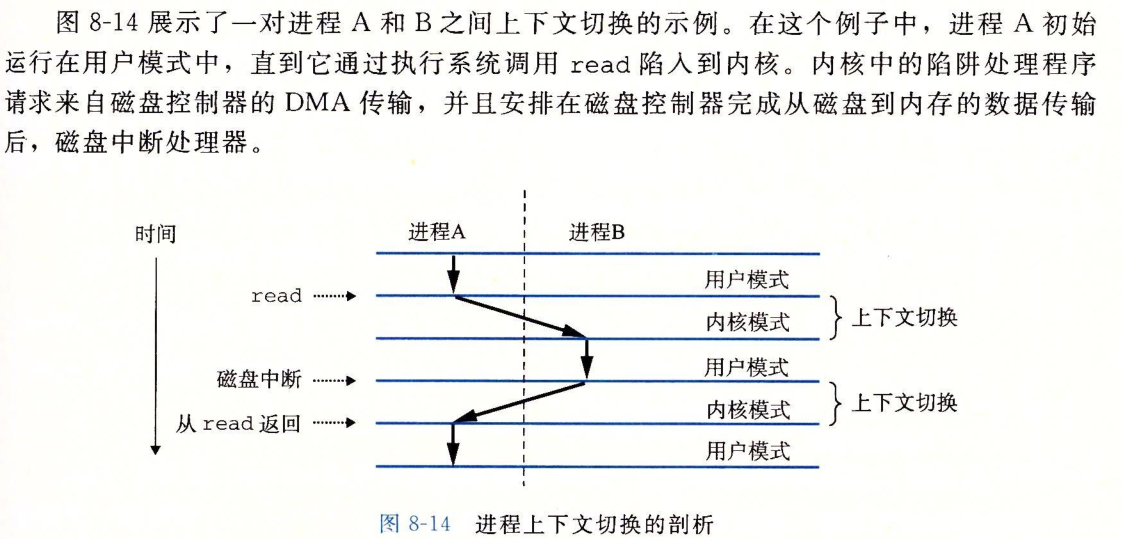 图 8-14 展示了一对进程 A 和 B 之间上下文切换的示例。在这个例子中，进程 A 初始
运行在用户模式中，直到它通过执行系统调用 read 陷入到内核。内核中的陷阱处理程序
请求来自磁盘控制器的 DMA 传输，并且安排在磁盘控制器完成从磁盘到内存的数据传输
后，磁盘中断处理器。
时间
进程A
进程B
用户模式
read
内核模式
上下文切换
用户模式
磁盘中断
内核模式
上下文切换
从 read 返回
用户模式
图 8-14 进程上下文切换的剖析